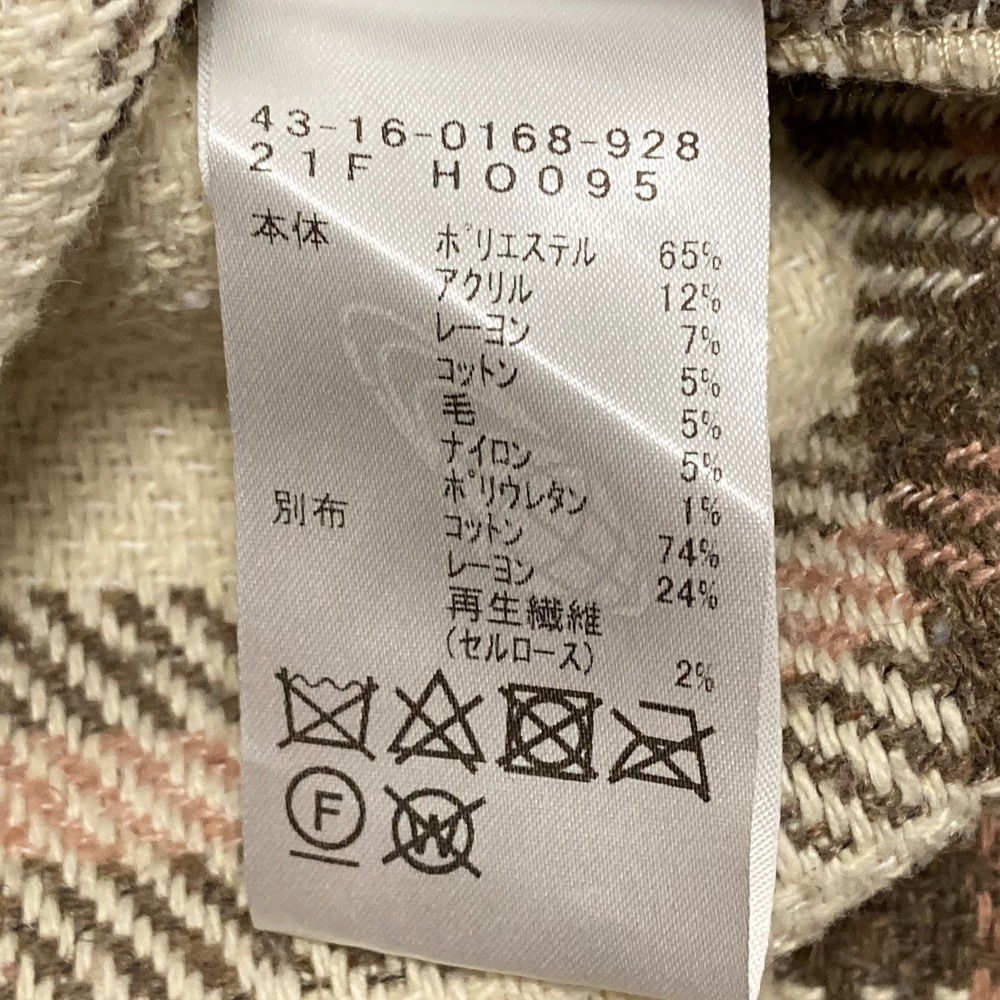 43-16-0168-928
21F HO095
本体 ポリエステル 65%
アクリル 12%
レーヨン 7%
コットン 5%
毛 5%
ナイロン 5%
ポリウレタン 1%
別布 コットン 74%
レーヨン 24%
再生繊維
(セルロース) 2%
F W